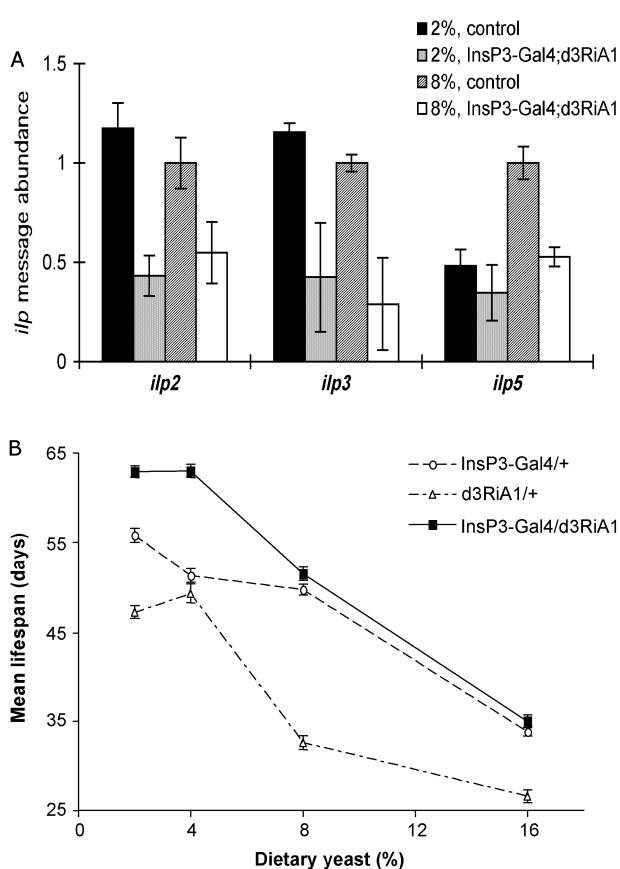 2%, control
2%, InsP3-Gal4;d3RiA1
8%, control
8%, InsP3-Gal4;d3RiA1
A
ilp message abundance
1.5
1
0.5
0
ilp2 ilp3 ilp5
B
InsP3-Gal4/+
d3RiA1/+
InsP3-Gal4/d3RiA1
Mean lifespan (days)
65
55
45
35
25
0 4 8 12 16
Dietary yeast (%)